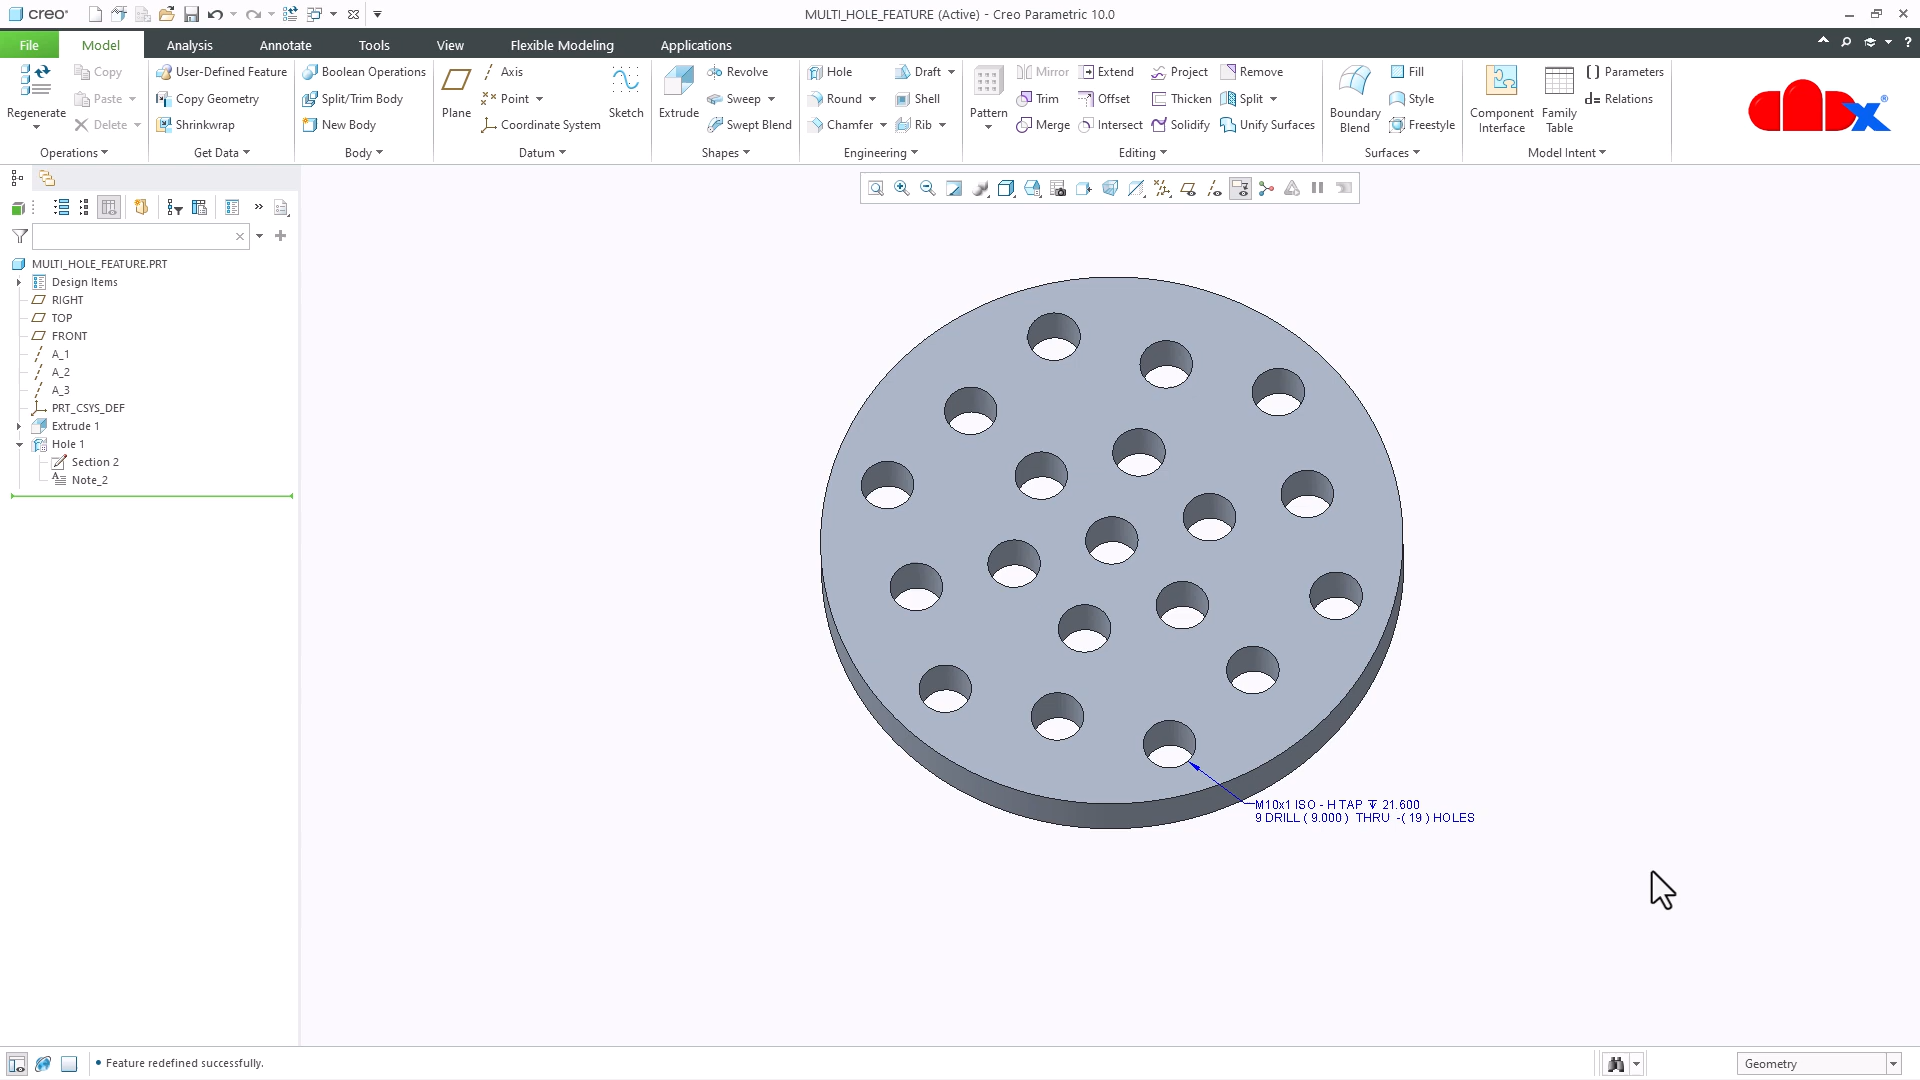 creo®
MULTI_HOLE_FEATURE (Active) - Creo Parametric 10.0
File
Model
Analysis
Annotate
Tools
View
Flexible Modeling
Applications
Regenerate
Copy
Paste
Delete
Operations
User-Defined Feature
Copy Geometry
Shrinkwrap
Get Data
Boolean Operations
Split/Trim Body
New Body
Body
Plane
Axis
Point
Coordinate System
Sketch
Datum
Extrude
Revolve
Sweep
Swept Blend
Shapes
Hole
Round
Chamfer
Draft
Shell
Rib
Engineering
Pattern
Mirror
Trim
Merge
Extend
Offset
Intersect
Project
Thicken
Solidify
Remove
Split
Unify Surfaces
Editing
Boundary
Blend
Fill
Style
Freestyle
Surfaces
Component
Interface
Family
Table
Parameters
Relations
Model Intent
MULTI_HOLE_FEATURE.PRT
Design Items
RIGHT
TOP
FRONT
A_1
A_2
A_3
PRT_CSYS_DEF
Extrude 1
Hole 1
Section 2
Note_2
M10x1 ISO - H TAP ↧ 21.600
9 DRILL ( 9.000 ) THRU -( 19 ) HOLES
• Feature redefined successfully.
Geometry